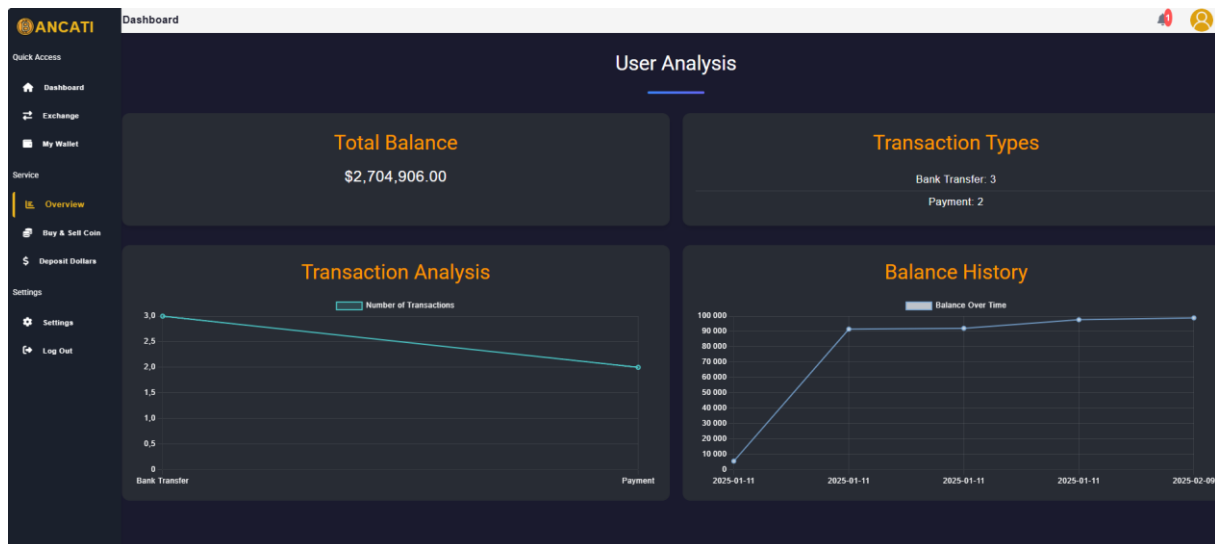 ANCATI
Dashboard
1
Quick Access
Dashboard
Exchange
My Wallet
Service
Overview
Buy & Sell Coin
Deposit Dollars
Settings
Settings
Log Out
User Analysis
Total Balance
$2,704,906.00
Transaction Types
Bank Transfer: 3
Payment: 2
Transaction Analysis
Number of Transactions
3,0
2,5
2,0
1,5
1,0
0,5
0
Bank Transfer Payment
Balance History
Balance Over Time
100 000
90 000
80 000
70 000
60 000
50 000
40 000
30 000
20 000
10 000
0
2025-01-11 2025-01-11 2025-01-11 2025-01-11 2025-02-09